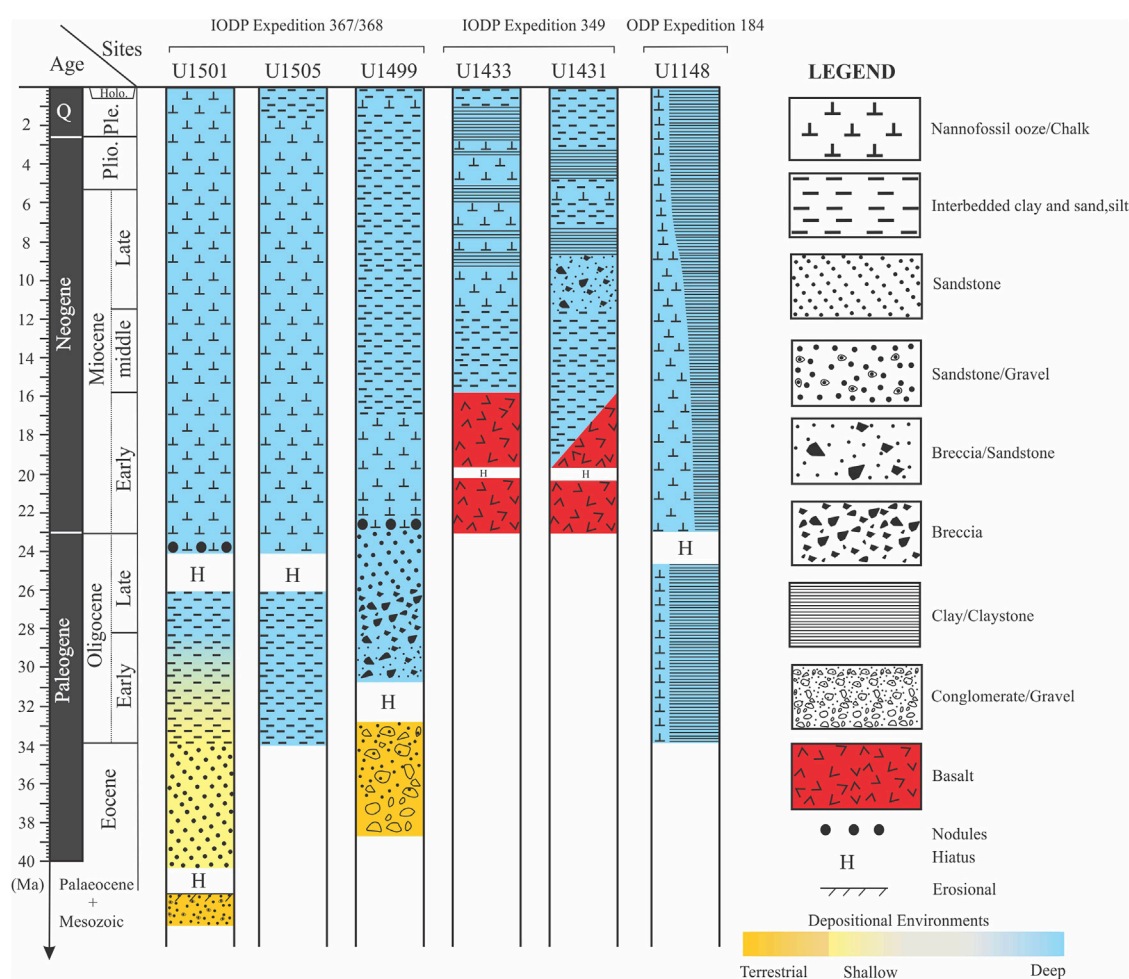 IODP Expedition 367/368 IODP Expedition 349 ODP Expedition 184
Sites
Age
U1501 U1505 U1499 U1433 U1431 U1148
LEGEND
Holo.
Q
Ple.
Plio.
Neogene
Miocene
Late
middle
Early
Paleogene
Oligocene
Late
Early
Eocene
2
4
6
8
10
12
14
16
18
20
22
24
26
28
30
32
34
36
38
40
(Ma)
Palaeocene
+
Mesozoic
H
H
H
H
H
H
H
Nannofossil ooze/Chalk
Interbedded clay and sand,silt
Sandstone
Sandstone/Gravel
Breccia/Sandstone
Breccia
Clay/Claystone
Conglomerate/Gravel
Basalt
Nodules
H Hiatus
Erosional
Depositional Environments
Terrestrial Shallow Deep